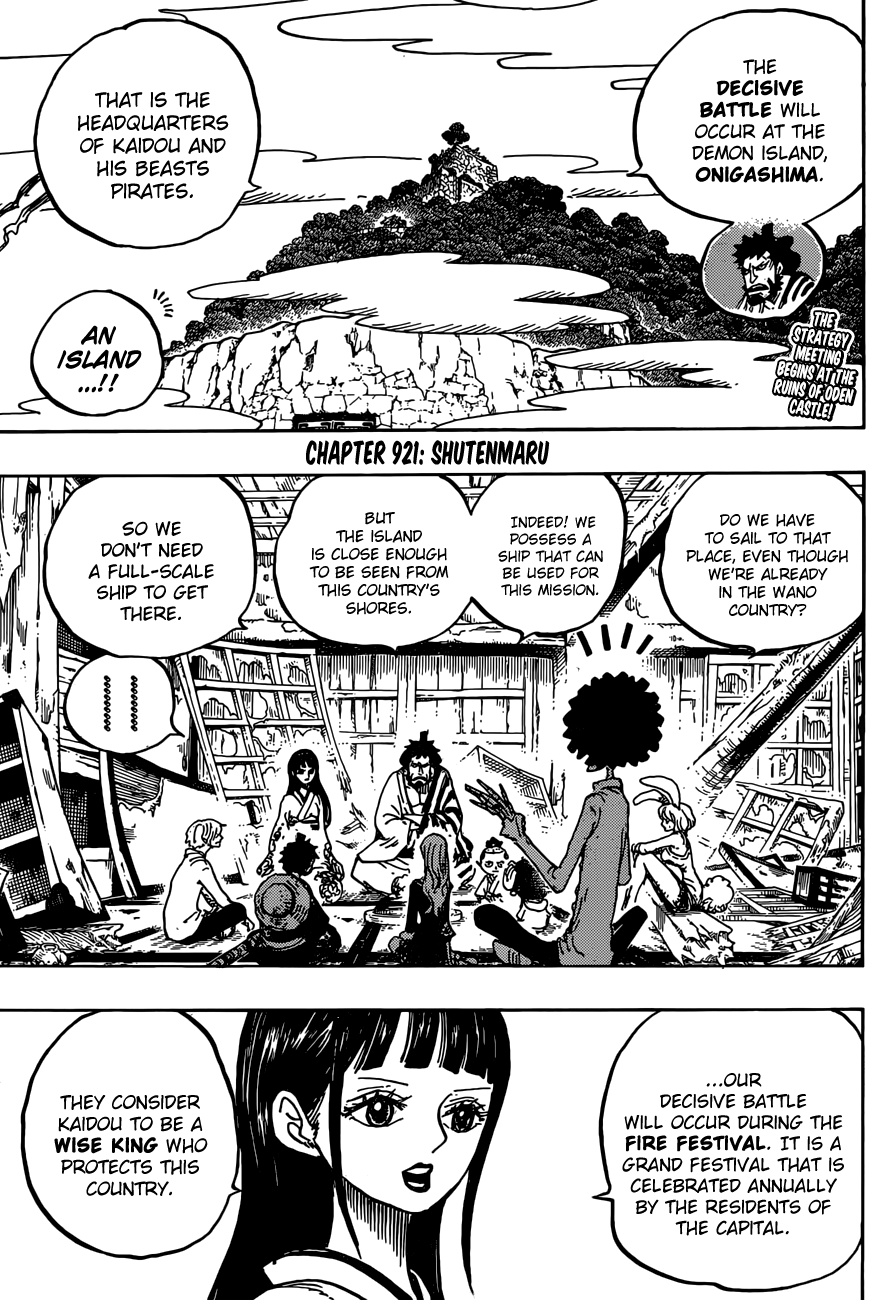 THE
DECISIVE
BATTLE WILL
OCCUR AT THE
DEMON ISLAND,
ONIGASHIMA.
THAT IS THE
HEADQUARTERS
OF KAIDOU AND
HIS BEASTS
PIRATES.
AN
ISLAND
...!!
THE
STRATEGY
MEETING
BEGINS AT THE
RUINS OF ODEN
CASTLE!
CHAPTER 921: SHUTENMARU
DO WE HAVE
TO SAIL TO THAT
PLACE, EVEN THOUGH
WE'RE ALREADY
IN THE WANO
COUNTRY?
INDEED! WE
POSSESS A
SHIP THAT CAN
BE USED FOR
THIS MISSION.
BUT
THE ISLAND
IS CLOSE ENOUGH
TO BE SEEN FROM
THIS COUNTRY'S
SHORES.
SO WE
DON'T NEED
A FULL-SCALE
SHIP TO GET
THERE.
...OUR
DECISIVE BATTLE
WILL OCCUR DURING THE
FIRE FESTIVAL. IT IS A
GRAND FESTIVAL THAT IS
CELEBRATED ANNUALLY
BY THE RESIDENTS OF
THE CAPITAL.
THEY CONSIDER
KAIDOU TO BE A
WISE KING WHO
PROTECTS THIS
COUNTRY.